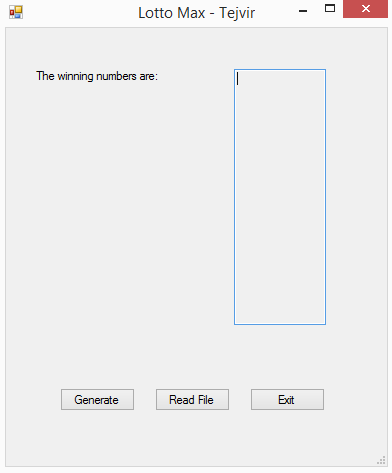 Lotto Max - Tejvir
The winning numbers are:
Generate
Read File
Exit